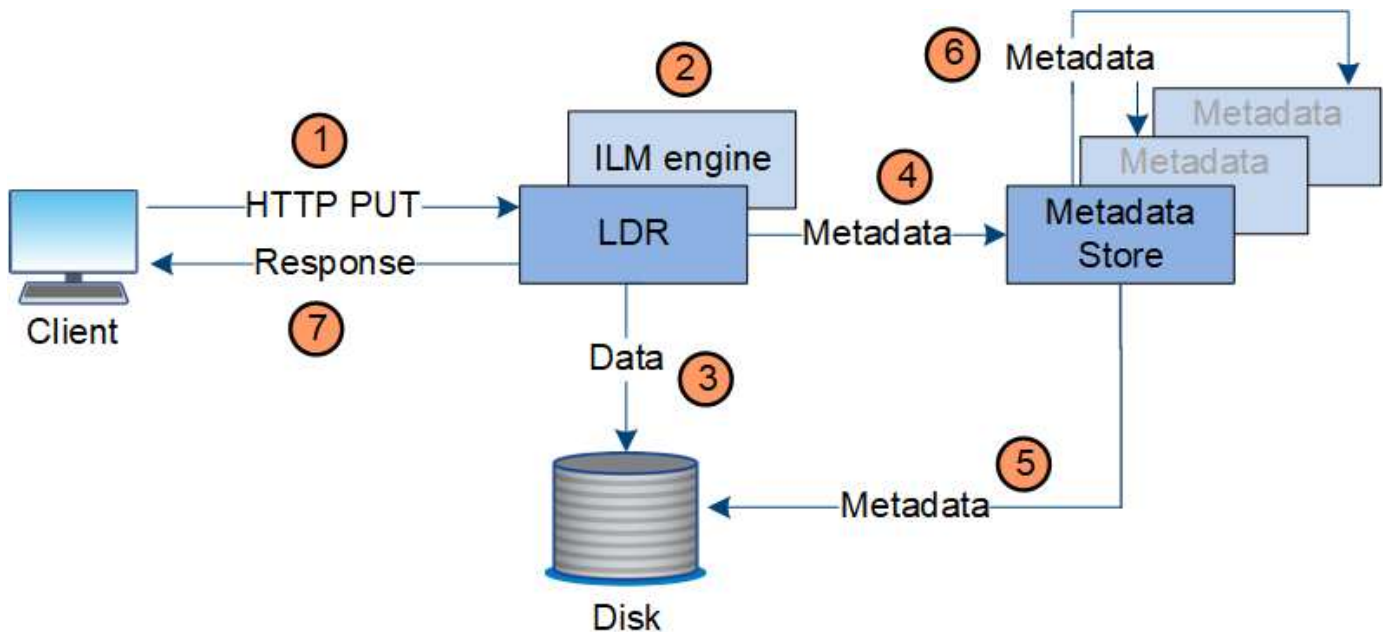 6
Metadata
2
Metadata
1
ILM engine
Metadata
4
HTTP PUT
LDR
Metadata
Metadata
Store
Response
Client
7
Data
3
5
Metadata
Disk